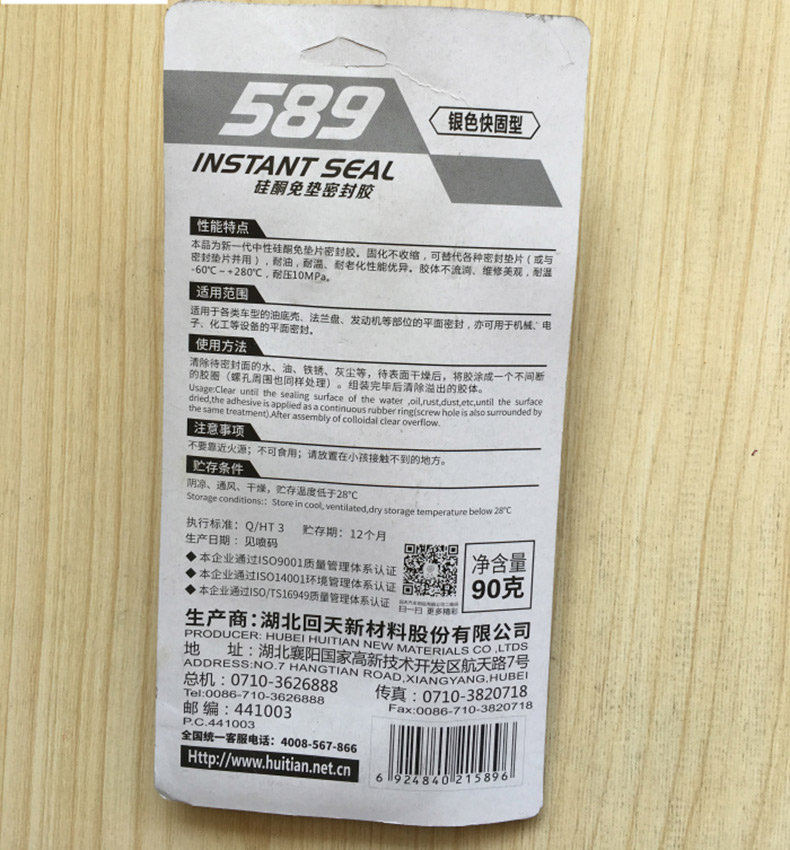 589
银色快固型
INSTANT SEAL
硅酮免垫密封胶
性能特点
本品为新一代中性硅酮免垫片密封胶。固化不收缩，可替代各种密封垫片（或与
密封垫片并用），耐油，耐温、耐老化性能优异。胶体不流淌、维修美观，耐温
-60℃～+280℃，耐压10MPa。
适用范围
适用于各类车型的油底壳、法兰盘、发动机等部位的平面密封，亦可用于机械、电
子、化工等设备的平面密封。
使用方法
清除待密封面的水、油、铁锈、灰尘等，待表面干燥后，将胶涂成一个不间断
的胶圈（螺孔周围也同样处理）。组装完毕后清除溢出的胶体。
Usage:Clear until the sealing surface of the water ,oil,rust,dust,etc,until the surface
dried,the adhesive is applied as a continuous rubber ring(screw hole is also surrounded by
the same treatment).After assembly of colloidal clear overflow.
注意事项
不要靠近火源；不可食用；请放置在小孩接触不到的地方。
贮存条件
阴凉、通风、干燥，贮存温度低于28℃
Storage conditions:: Store in cool, ventilated,dry storage temperature below 28℃
执行标准：Q/HT 3 贮存期：12个月
生产日期：见喷码
◆ 本企业通过ISO9001质量管理体系认证
◆ 本企业通过ISO14001环境管理体系认证
◆ 本企业通过ISO/TS16949质量管理体系认证
扫一扫 更多精彩
净含量
90克
生产商：湖北回天新材料股份有限公司
PRODUCER: HUBEI HUITIAN NEW MATERIALS CO.,LTDS
地 址：湖北襄阳国家高新技术开发区航天路7号
ADDRESS:NO.7 HANGTIAN ROAD,XIANGYANG,HUBEI
总机：0710-3626888 传真：0710-3820718
Tel:0086-710-3626888 Fax:0086-710-3820718
邮 编：441003
P.C.441003
全国统一客服电话：4008-567-866
Http://www.huitian.net.cn
6 924840 215896